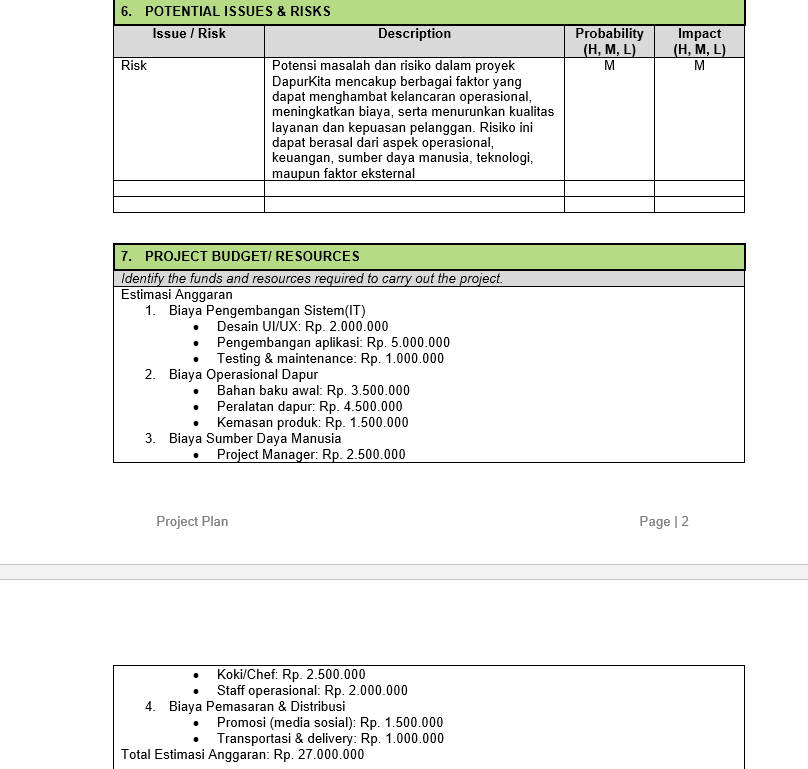 6. POTENTIAL ISSUES & RISKS
Issue / Risk Description Probability (H, M, L) Impact (H, M, L)
Risk Potensi masalah dan risiko dalam proyek M M
DapurKita mencakup berbagai faktor yang
dapat menghambat kelancaran operasional,
meningkatkan biaya, serta menurunkan kualitas
layanan dan kepuasan pelanggan. Risiko ini
dapat berasal dari aspek operasional,
keuangan, sumber daya manusia, teknologi,
maupun faktor eksternal
7. PROJECT BUDGET/ RESOURCES
Identify the funds and resources required to carry out the project.
Estimasi Anggaran
1. Biaya Pengembangan Sistem(IT)
• Desain UI/UX: Rp. 2.000.000
• Pengembangan aplikasi: Rp. 5.000.000
• Testing & maintenance: Rp. 1.000.000
2. Biaya Operasional Dapur
• Bahan baku awal: Rp. 3.500.000
• Peralatan dapur: Rp. 4.500.000
• Kemasan produk: Rp. 1.500.000
3. Biaya Sumber Daya Manusia
• Project Manager: Rp. 2.500.000
Project Plan Page | 2
• Koki/Chef: Rp. 2.500.000
• Staff operasional: Rp. 2.000.000
4. Biaya Pemasaran & Distribusi
• Promosi (media sosial): Rp. 1.500.000
• Transportasi & delivery: Rp. 1.000.000
Total Estimasi Anggaran: Rp. 27.000.000